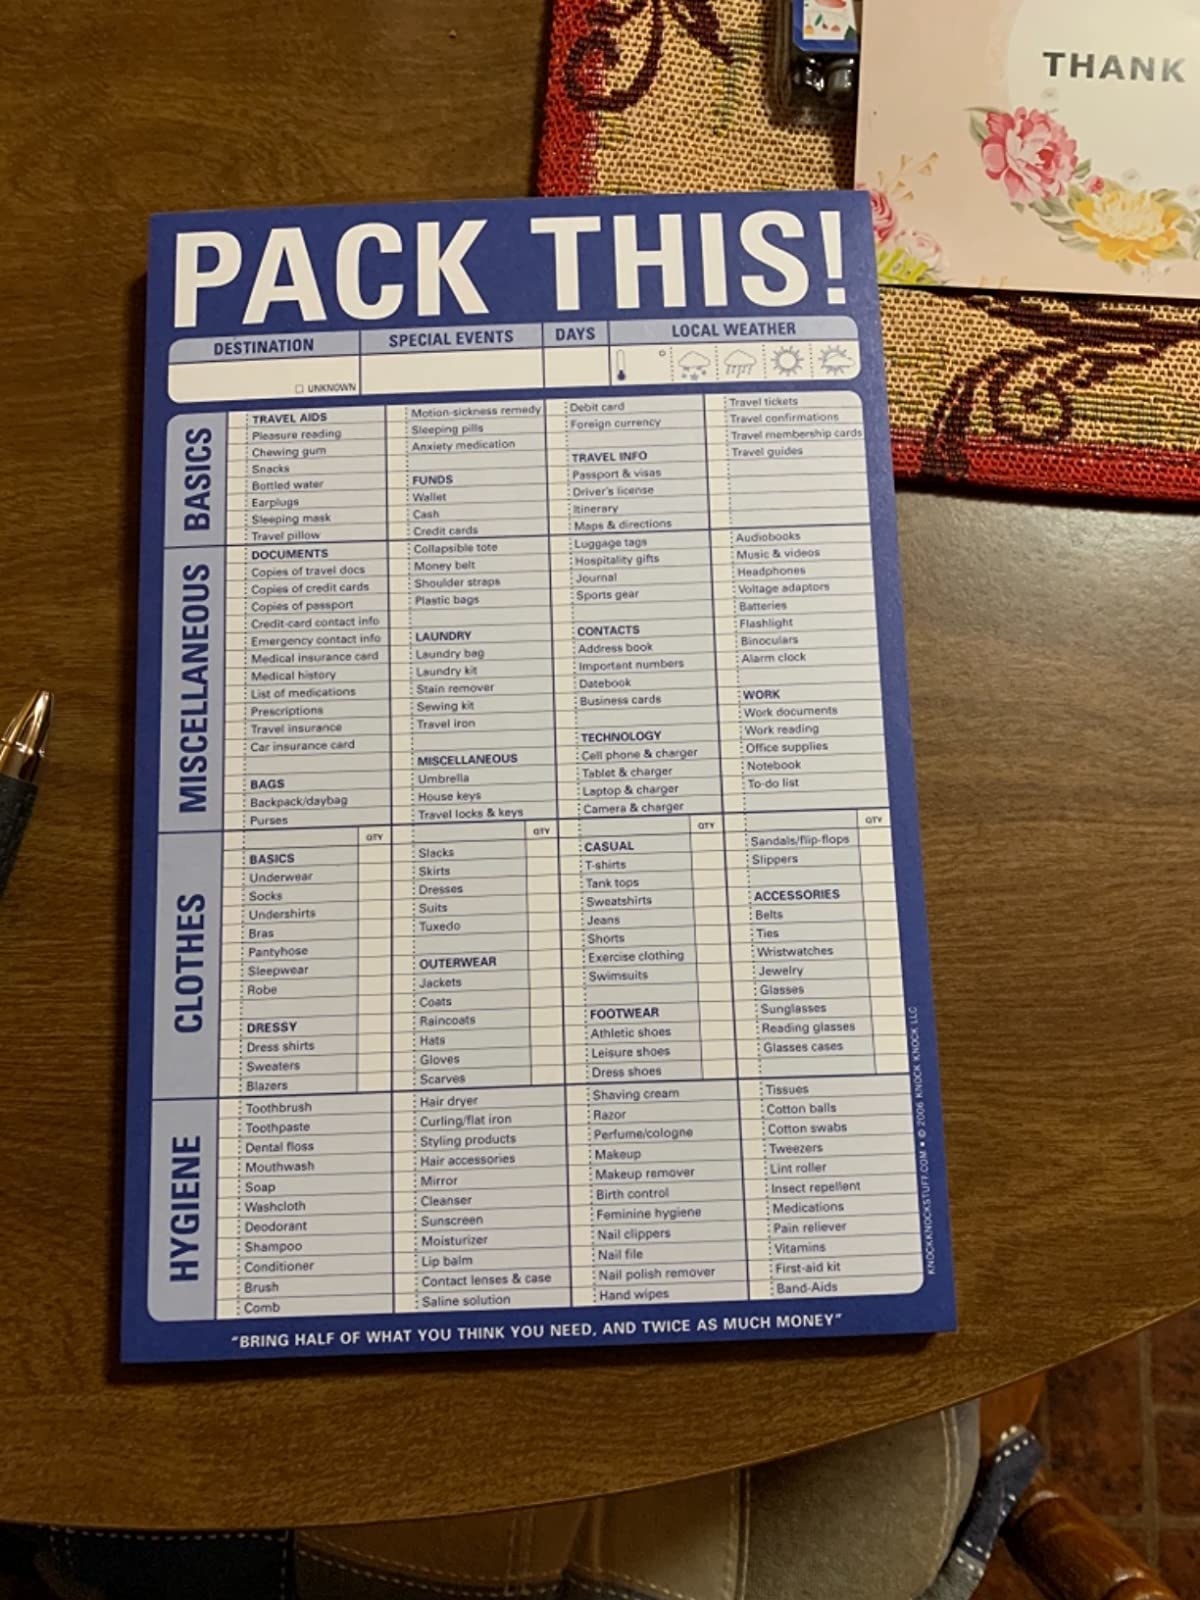 THANK
PACK THIS!
DESTINATION
UNKNOWN
SPECIAL EVENTS
DAYS
LOCAL WEATHER
°
BASICS
TRAVEL AIDS
Pleasure reading
Chewing gum
Snacks
Bottled water
Earplugs
Sleeping mask
Travel pillow
Motion-sickness remedy
Sleeping pills
Anxiety medication
FUNDS
Wallet
Cash
Credit cards
Debit card
Foreign currency
TRAVEL INFO
Passport & visas
Driver's license
Itinerary
Maps & directions
Travel tickets
Travel confirmations
Travel membership cards
Travel guides
MISCELLANEOUS
DOCUMENTS
Copies of travel docs
Copies of credit cards
Copies of passport
Credit-card contact info
Emergency contact info
Medical insurance card
Medical history
List of medications
Prescriptions
Travel insurance
Car insurance card
BAGS
Backpack/daybag
Purses
Collapsible tote
Money belt
Shoulder straps
Plastic bags
LAUNDRY
Laundry bag
Laundry kit
Stain remover
Sewing kit
Travel iron
MISCELLANEOUS
Umbrella
House keys
Travel locks & keys
Luggage tags
Hospitality gifts
Journal
Sports gear
CONTACTS
Address book
Important numbers
Datebook
Business cards
TECHNOLOGY
Cell phone & charger
Tablet & charger
Laptop & charger
Camera & charger
Audiobooks
Music & videos
Headphones
Voltage adaptors
Batteries
Flashlight
Binoculars
Alarm clock
WORK
Work documents
Work reading
Office supplies
Notebook
To-do list
CLOTHES
QTY
BASICS
Underwear
Socks
Undershirts
Bras
Pantyhose
Sleepwear
Robe
DRESSY
Dress shirts
Sweaters
Blazers
QTY
Slacks
Skirts
Dresses
Suits
Tuxedo
OUTERWEAR
Jackets
Coats
Raincoats
Hats
Gloves
Scarves
QTY
CASUAL
T-shirts
Tank tops
Sweatshirts
Jeans
Shorts
Exercise clothing
Swimsuits
FOOTWEAR
Athletic shoes
Leisure shoes
Dress shoes
QTY
Sandals/flip-flops
Slippers
ACCESSORIES
Belts
Ties
Wristwatches
Jewelry
Glasses
Sunglasses
Reading glasses
Glasses cases
HYGIENE
Toothbrush
Toothpaste
Dental floss
Mouthwash
Soap
Washcloth
Deodorant
Shampoo
Conditioner
Brush
Comb
Hair dryer
Curling/flat iron
Styling products
Hair accessories
Mirror
Cleanser
Sunscreen
Moisturizer
Lip balm
Contact lenses & case
Saline solution
Shaving cream
Razor
Perfume/cologne
Makeup
Makeup remover
Birth control
Feminine hygiene
Nail clippers
Nail file
Nail polish remover
Hand wipes
Tissues
Cotton balls
Cotton swabs
Tweezers
Lint roller
Insect repellent
Medications
Pain reliever
Vitamins
First-aid kit
Band-Aids
KNOCKKNOCKSTUFF.COM • © 2006 KNOCK KNOCK LLC
"BRING HALF OF WHAT YOU THINK YOU NEED, AND TWICE AS MUCH MONEY"